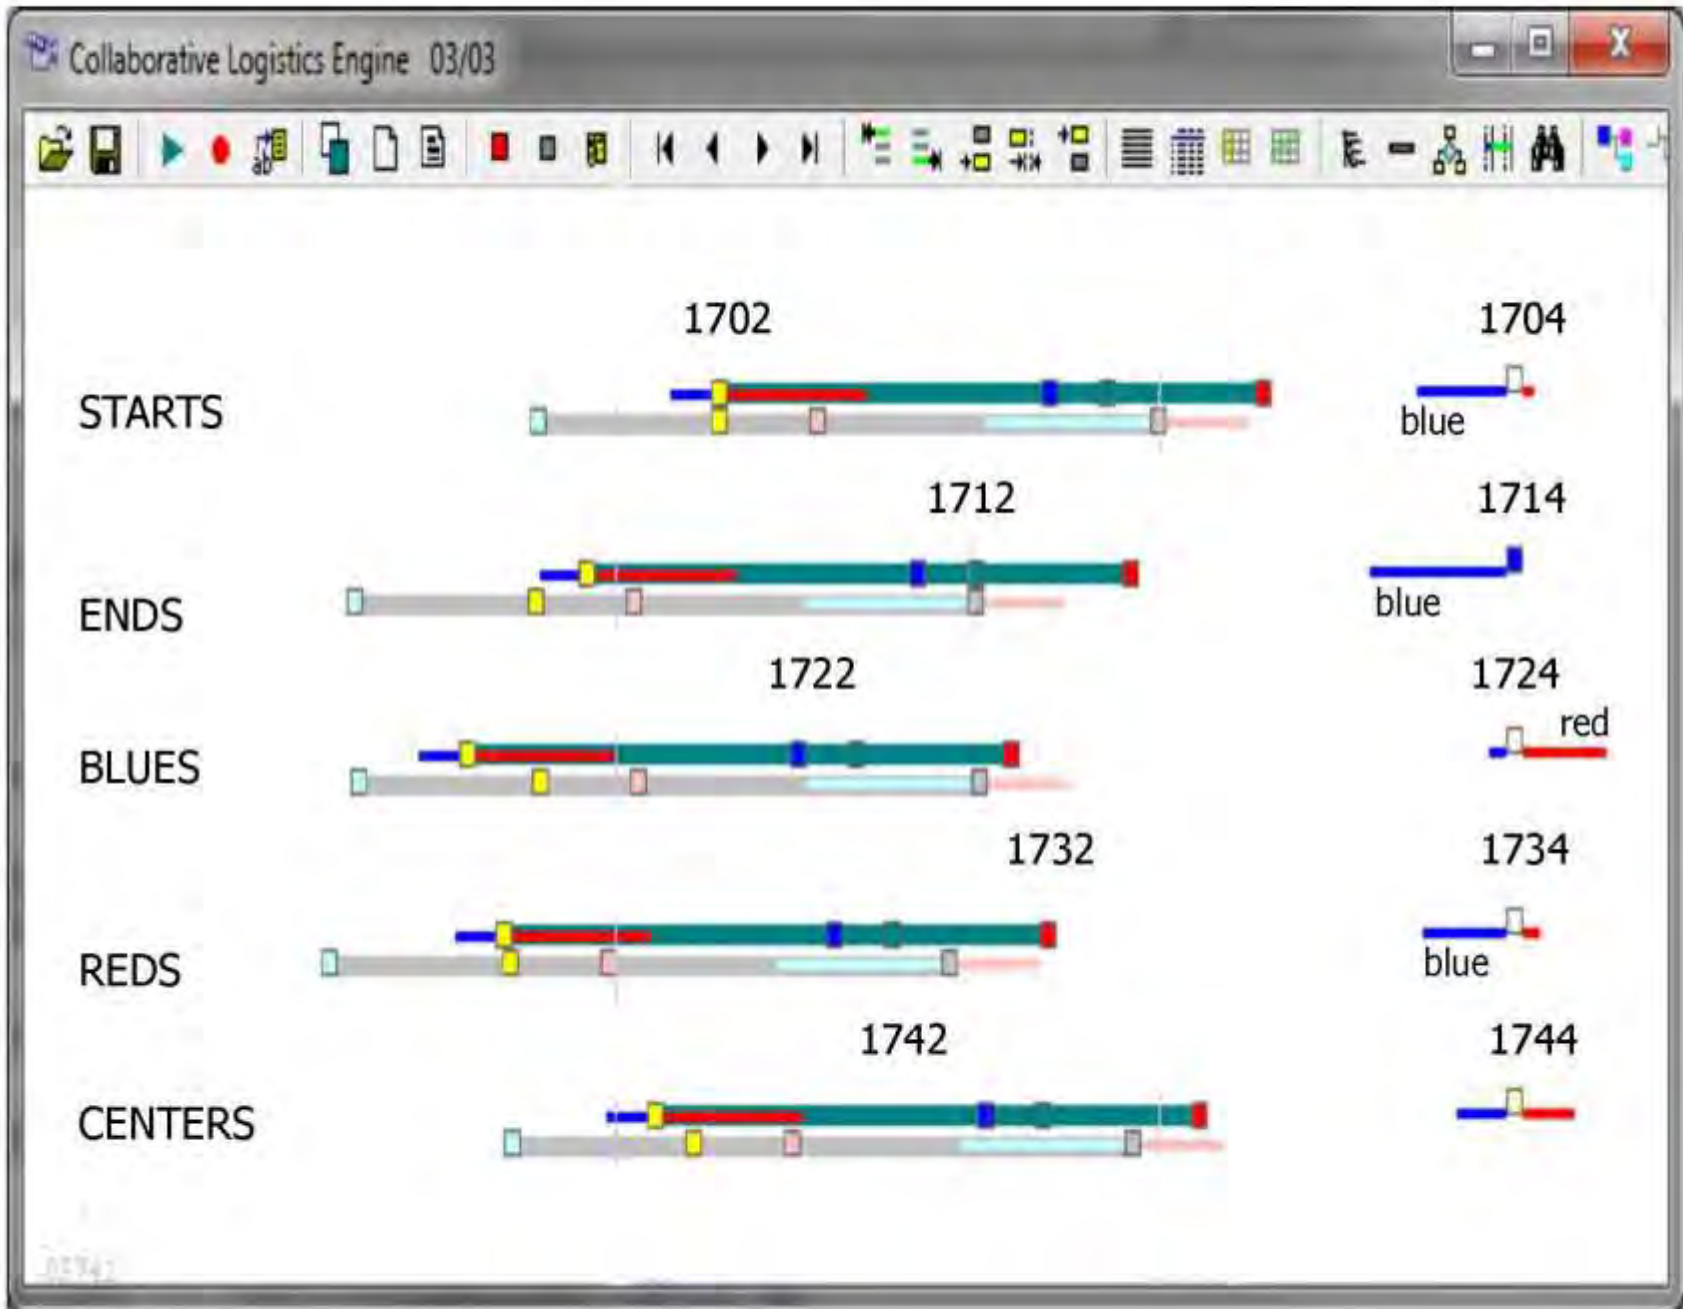 Collaborative Logistics Engine 03/03
1702 1704
STARTS
blue
1712 1714
ENDS
blue
1722 1724
red
BLUES
1732 1734
REDS
blue
1742 1744
CENTERS